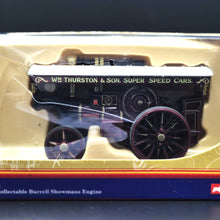 WM THURSTON & SON. SUPER SPEED CARS.
ollectable Burrell Showmans Engine